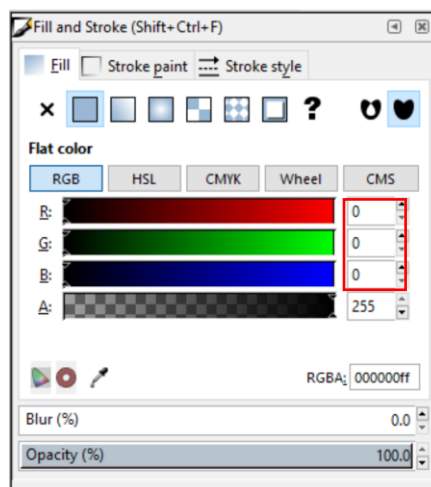 Fill and Stroke (Shift+Ctrl+F)
Fill Stroke paint Stroke style
Flat color
RGB HSL CMYK Wheel CMS
R: 0
G: 0
B: 0
A: 255
RGBA: 000000ff
Blur (%) 0.0
Opacity (%) 100.0